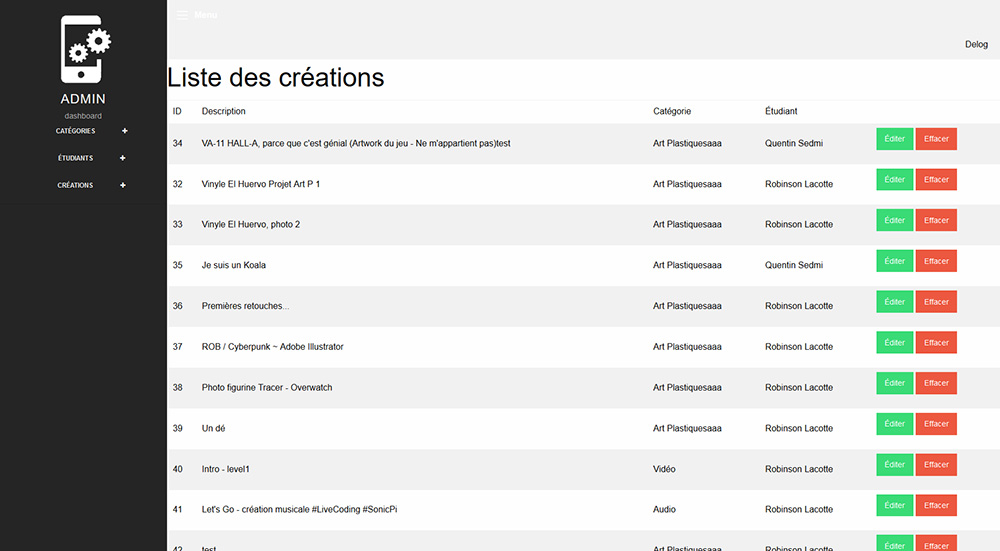 Menu
Delog
ADMIN
dashboard
CATÉGORIES +
ÉTUDIANTS +
CRÉATIONS +
Liste des créations
ID Description Catégorie Étudiant
34 VA-11 HALL-A, parce que c'est génial (Artwork du jeu - Ne m'appartient pas)test Art Plastiquesaaa Quentin Sedmi Éditer Effacer
32 Vinyle El Huervo Projet Art P 1 Art Plastiquesaaa Robinson Lacotte Éditer Effacer
33 Vinyle El Huervo, photo 2 Art Plastiquesaaa Robinson Lacotte Éditer Effacer
35 Je suis un Koala Art Plastiquesaaa Quentin Sedmi Éditer Effacer
36 Premières retouches... Art Plastiquesaaa Robinson Lacotte Éditer Effacer
37 ROB / Cyberpunk ~ Adobe Illustrator Art Plastiquesaaa Robinson Lacotte Éditer Effacer
38 Photo figurine Tracer - Overwatch Art Plastiquesaaa Robinson Lacotte Éditer Effacer
39 Un dé Art Plastiquesaaa Robinson Lacotte Éditer Effacer
40 Intro - level1 Vidéo Robinson Lacotte Éditer Effacer
41 Let's Go - création musicale #LiveCoding #SonicPi Audio Robinson Lacotte Éditer Effacer
42 test Art Plastiquesaaa Robinson Lacotte Éditer Effacer